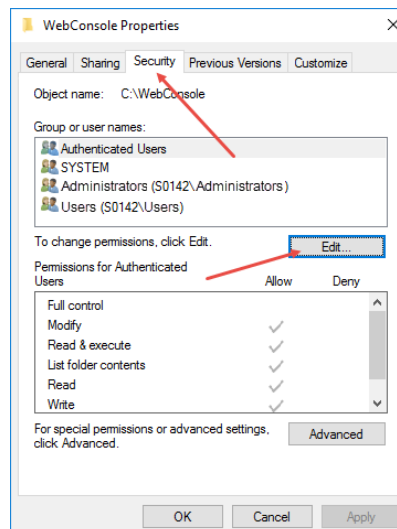 WebConsole Properties
General Sharing Security Previous Versions Customize
Object name: C:\WebConsole
Group or user names:
Authenticated Users
SYSTEM
Administrators (S0142\Administrators)
Users (S0142\Users)
To change permissions, click Edit.
Edit...
Permissions for Authenticated
Users Allow Deny
Full control
Modify
Read & execute
List folder contents
Read
Write
For special permissions or advanced settings,
click Advanced.
Advanced
OK Cancel Apply